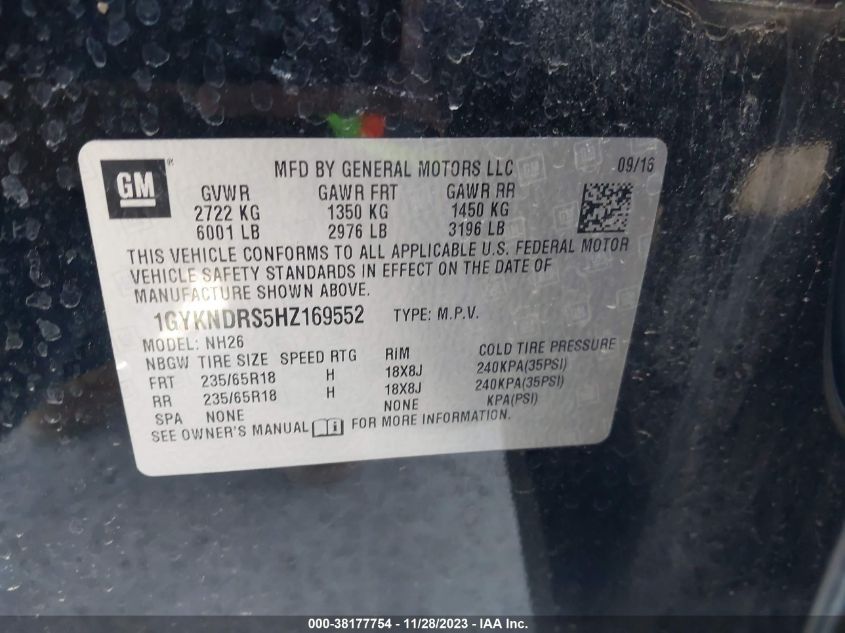 GM ®
MFD BY GENERAL MOTORS LLC 09/16
GVWR GAWR FRT GAWR RR
2722 KG 1350 KG 1450 KG
6001 LB 2976 LB 3196 LB
THIS VEHICLE CONFORMS TO ALL APPLICABLE U.S. FEDERAL MOTOR
VEHICLE SAFETY STANDARDS IN EFFECT ON THE DATE OF
MANUFACTURE SHOWN ABOVE.
1GYKNDRS5HZ169552 TYPE: M.P.V.
MODEL: NH26
NBGW TIRE SIZE SPEED RTG RIM COLD TIRE PRESSURE
FRT 235/65R18 H 18X8J 240KPA(35PSI)
RR 235/65R18 H 18X8J 240KPA(35PSI)
SPA NONE NONE KPA(PSI)
SEE OWNER'S MANUAL FOR MORE INFORMATION.
000-38177754 - 11/28/2023 - IAA Inc.